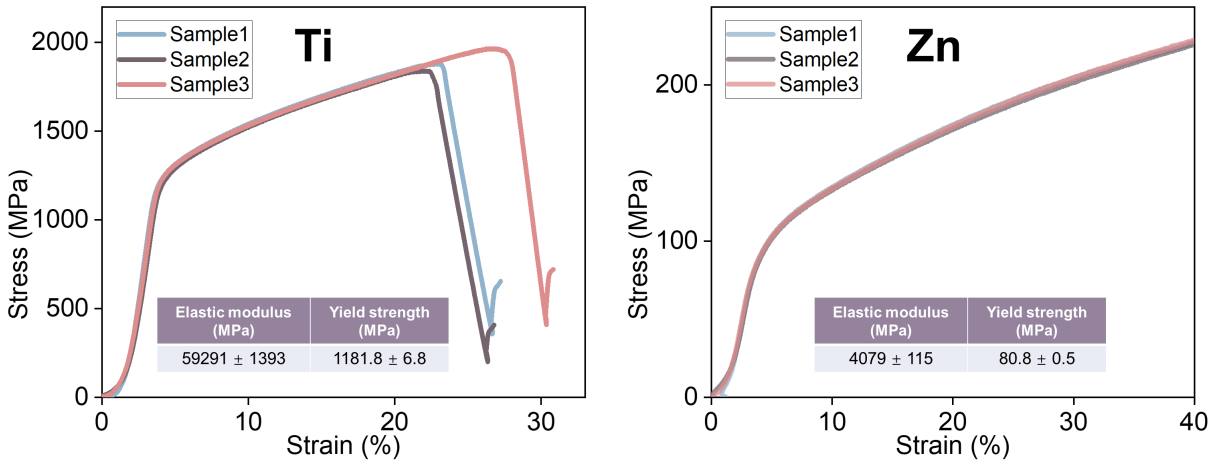 Ti
Sample1
Sample2
Sample3
2000
1500
1000
500
0
Stress (MPa)
Elastic modulus (MPa)
Yield strength (MPa)
59291 ± 1393
1181.8 ± 6.8
0
10
20
30
Strain (%)
Zn
Sample1
Sample2
Sample3
200
100
0
Stress (MPa)
Elastic modulus (MPa)
Yield strength (MPa)
4079 ± 115
80.8 ± 0.5
0
10
20
30
40
Strain (%)